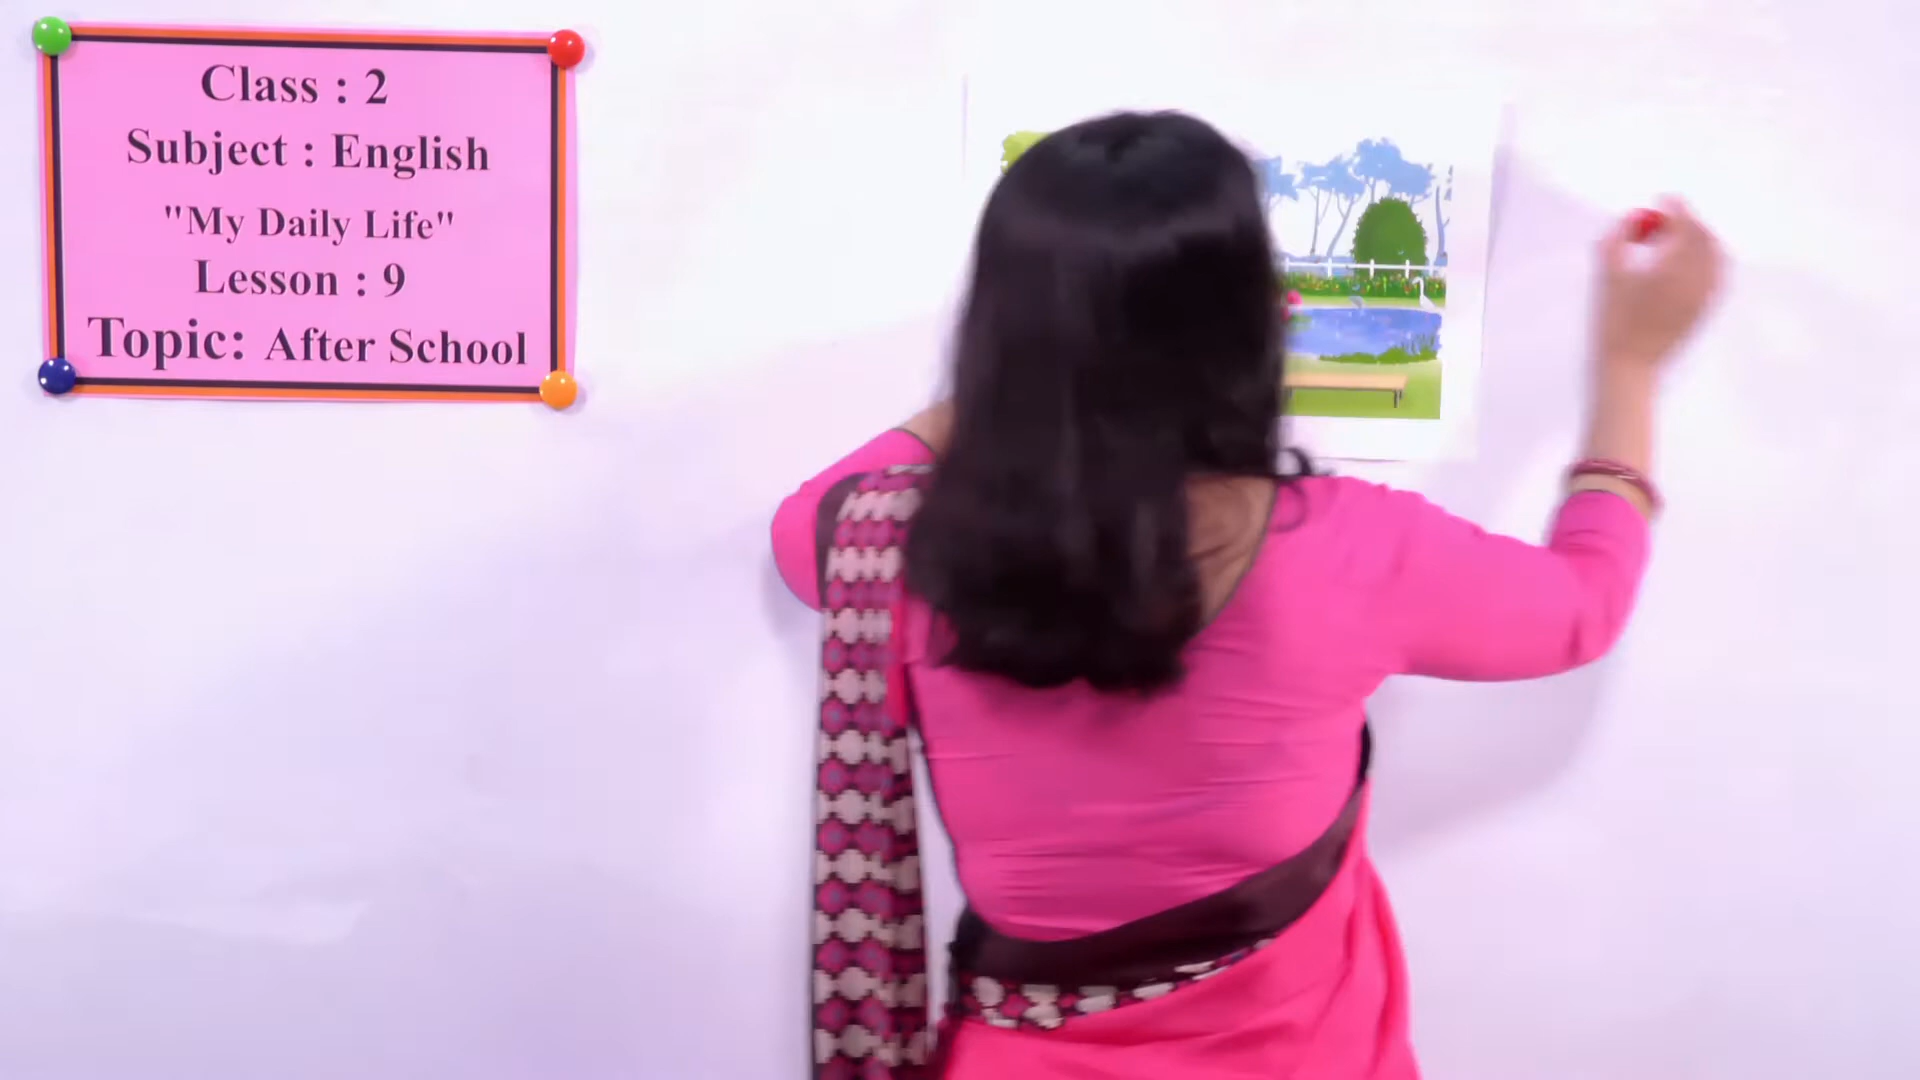 Class : 2
Subject : English
"My Daily Life"
Lesson : 9
Topic: After School